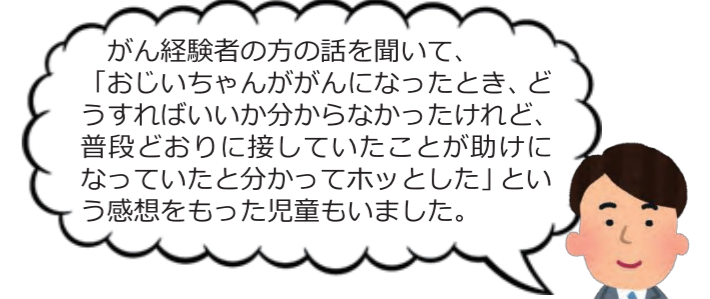 がん経験者の方の話を聞いて、
「おじいちゃんががんになったとき、ど
うすればいいか分からなかったけれど、
普段どおりに接していたことが助けに
なっていたと分かってホッとした」とい
う感想をもった児童もいました。